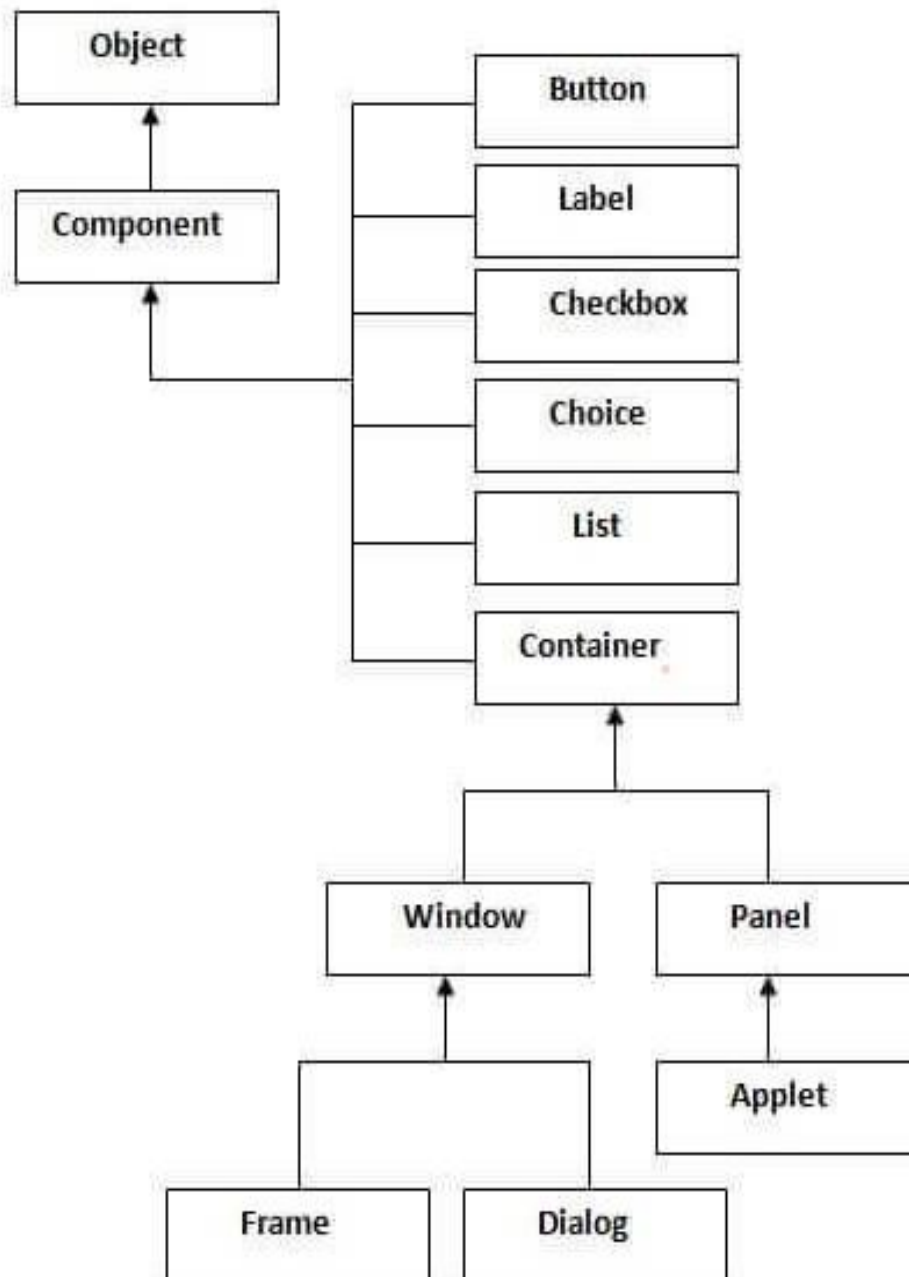 Object
Component
Button
Label
Checkbox
Choice
List
Container
Window
Panel
Applet
Frame
Dialog